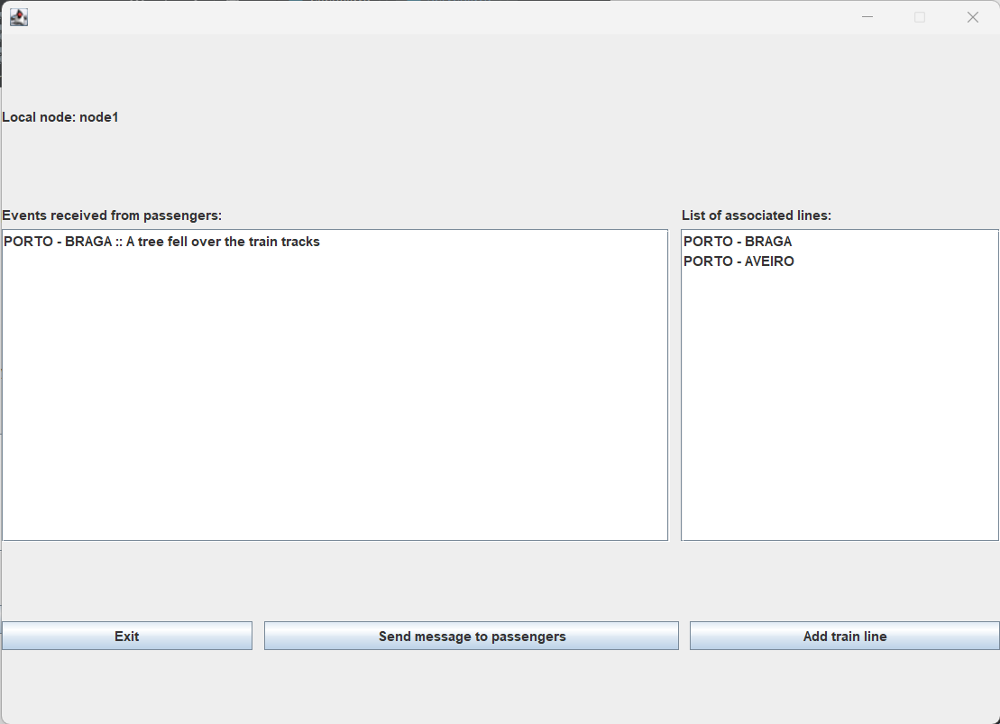 Local node: node1
Events received from passengers:
List of associated lines:
PORTO - BRAGA :: A tree fell over the train tracks
PORTO - BRAGA
PORTO - AVEIRO
Exit
Send message to passengers
Add train line